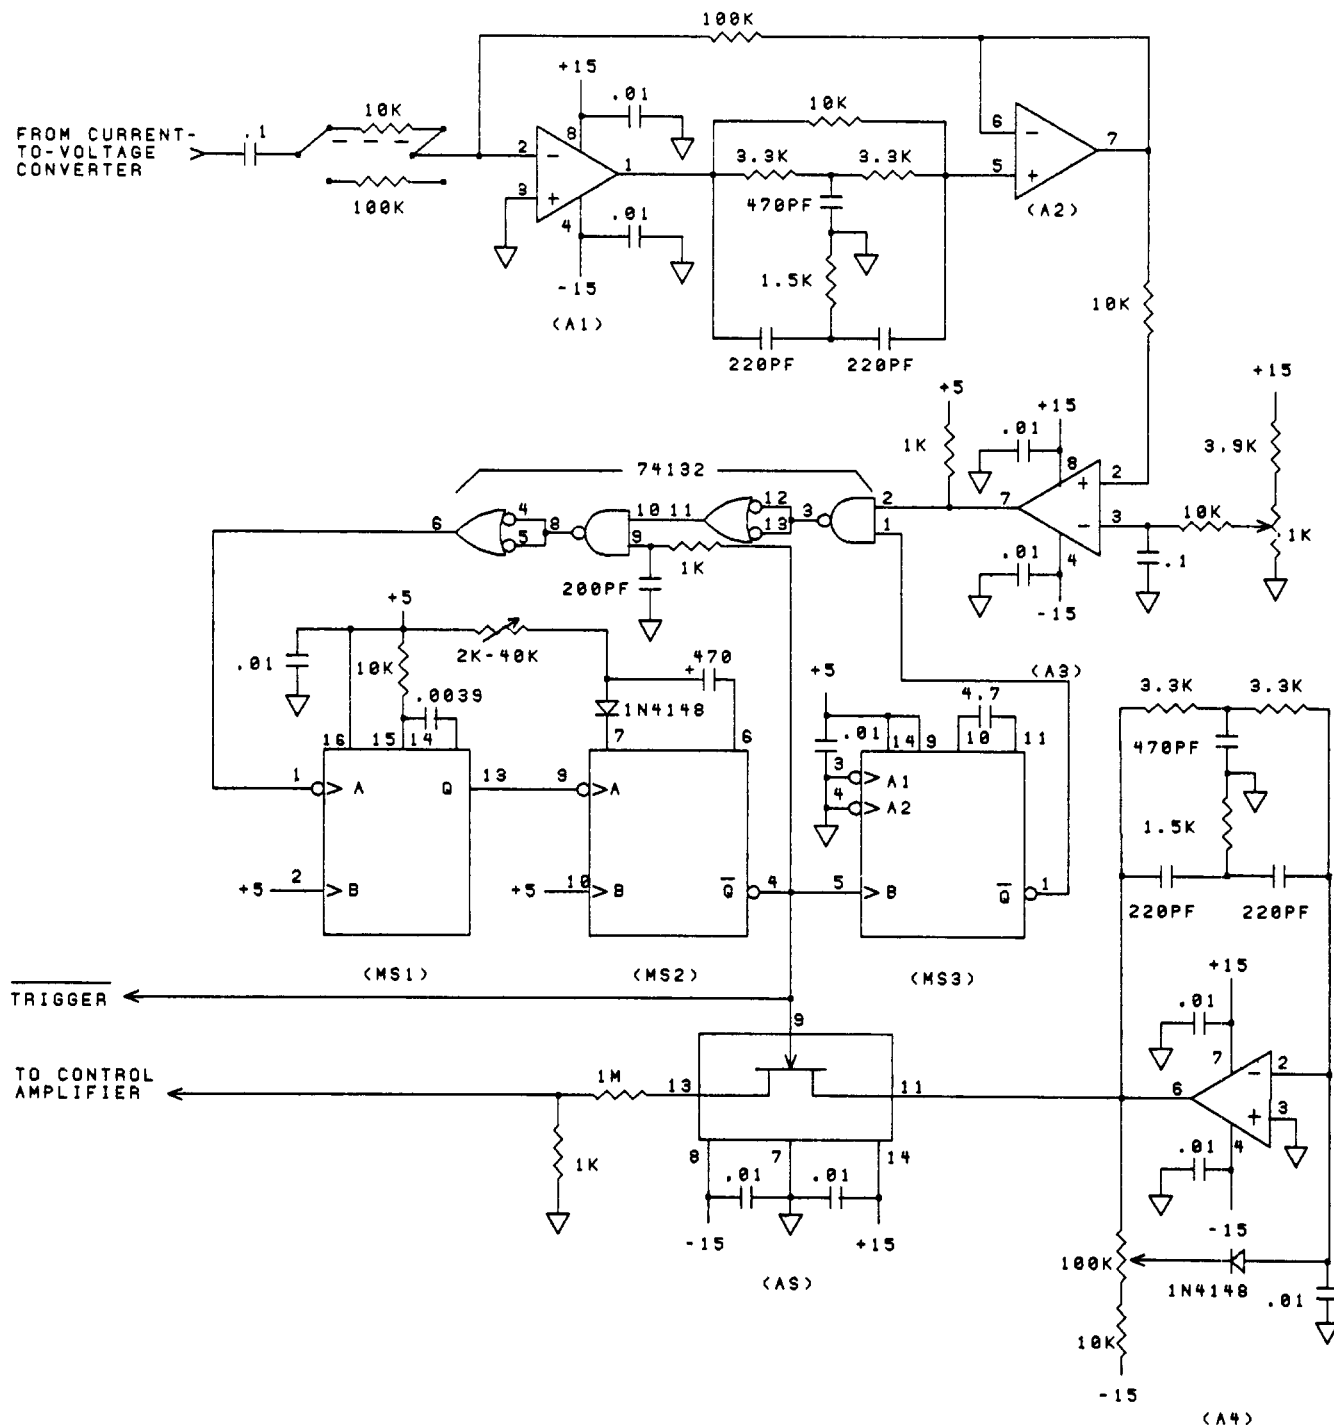 100K
+15
.01
10K
10K
FROM CURRENT-
TO-VOLTAGE
CONVERTER
.1
8
6
7
2
1
3.3K
3.3K
5
100K
3
470PF
(A2)
.01
4
1.5K
-15
10K
(A1)
220PF
220PF
+15
+5
+15
.01
1K
3.9K
74132
8
2
4
10
11
12
2
7
6
8
3
10K
5
9
13
1
3
1K
1K
.01
4
.1
200PF
+5
-15
470
2K-40K
+
.01
10K
(A3)
+5
3.3K
3.3K
.0039
4.7
1N4148
.01
470PF
16
15
14
7
6
14
9
10
11
3
1
A
Q
13
9
A
A1
4
A2
1.5K
+5
2
B
+5
10
B
Q
4
5
B
Q
1
220PF
220PF
(MS1)
(MS2)
(MS3)
+15
TRIGGER
.01
9
7
2
TO CONTROL
AMPLIFIER
1M
13
11
6
3
4
.01
8
7
14
1K
.01
.01
-15
-15
+15
100K
1N4148
.01
(AS)
10K
-15
(A4)